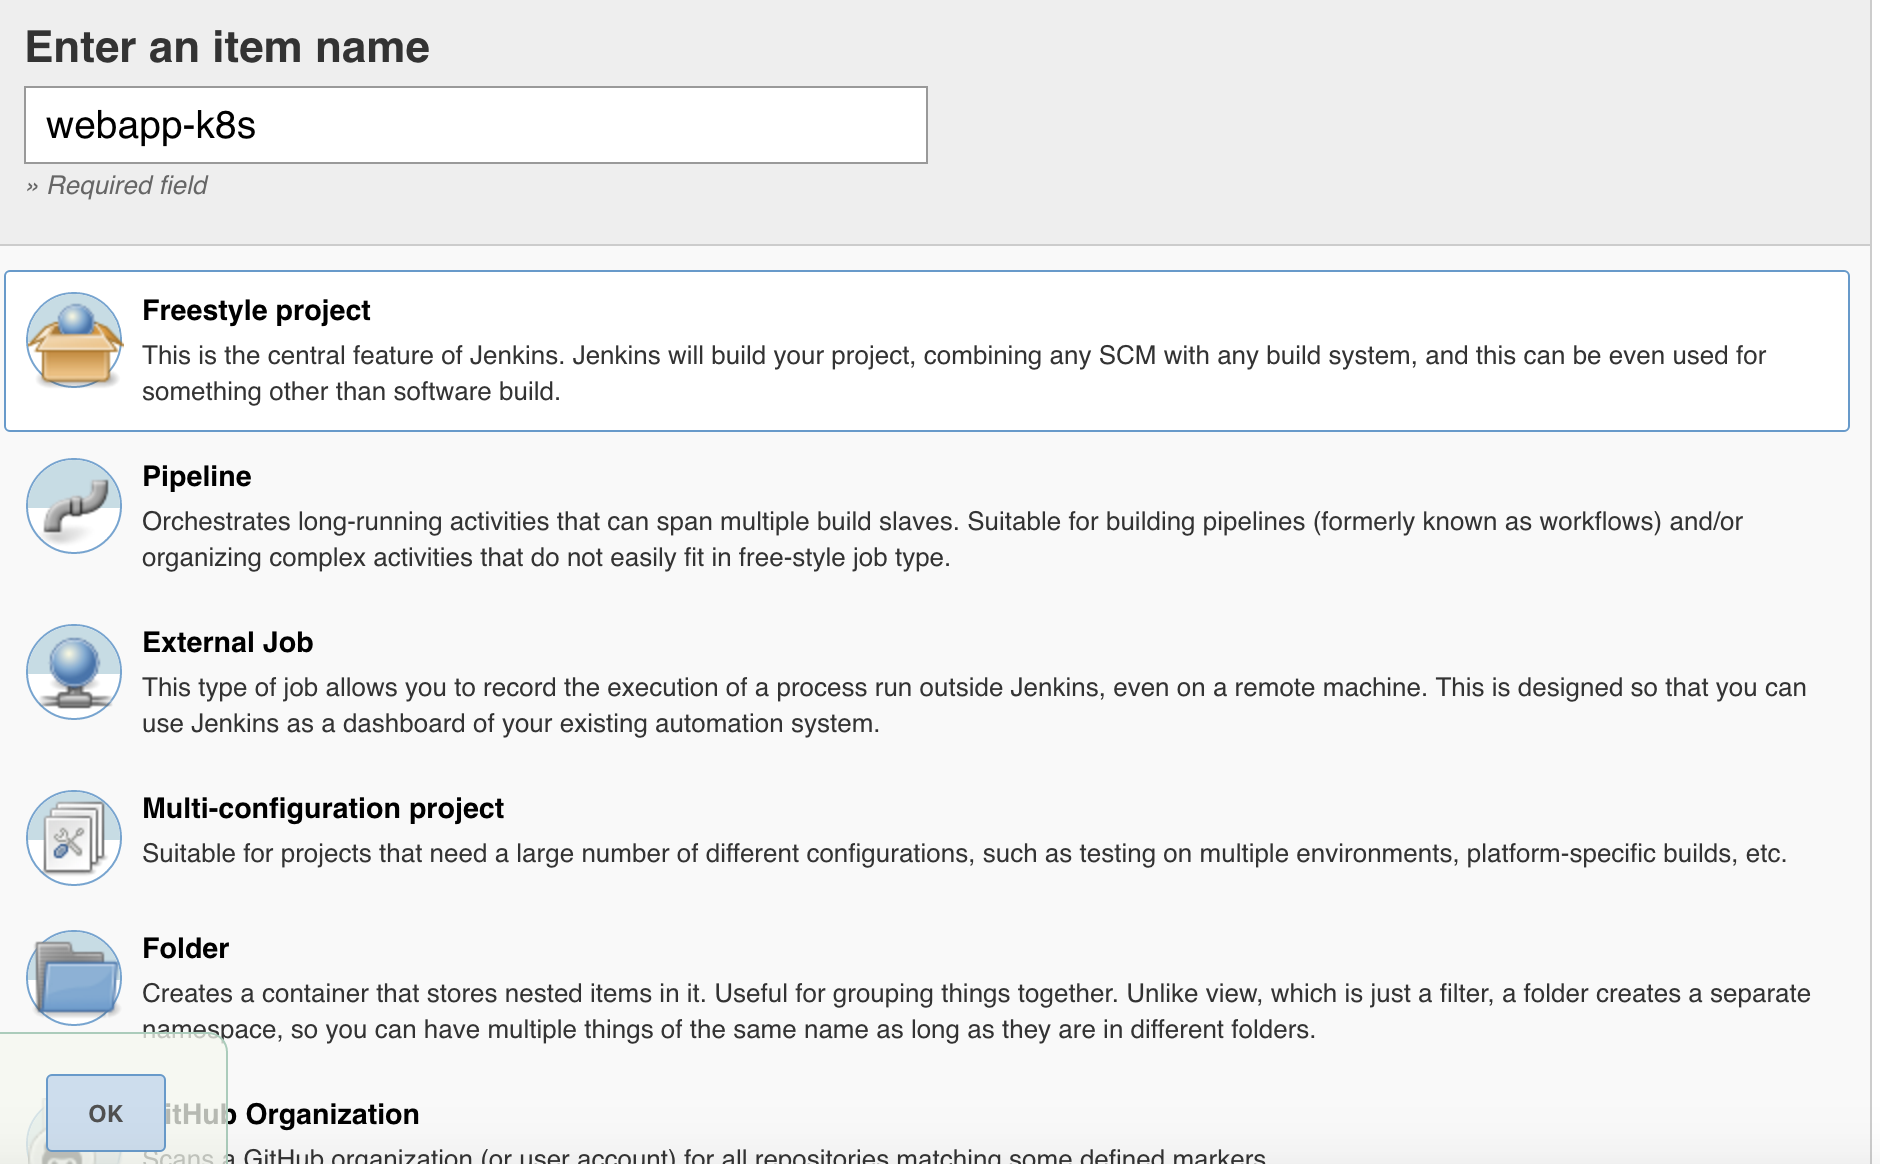 Enter an item name
webapp-k8s
» Required field
Freestyle project
This is the central feature of Jenkins. Jenkins will build your project, combining any SCM with any build system, and this can be even used for
something other than software build.
Pipeline
Orchestrates long-running activities that can span multiple build slaves. Suitable for building pipelines (formerly known as workflows) and/or
organizing complex activities that do not easily fit in free-style job type.
External Job
This type of job allows you to record the execution of a process run outside Jenkins, even on a remote machine. This is designed so that you can
use Jenkins as a dashboard of your existing automation system.
Multi-configuration project
Suitable for projects that need a large number of different configurations, such as testing on multiple environments, platform-specific builds, etc.
Folder
Creates a container that stores nested items in it. Useful for grouping things together. Unlike view, which is just a filter, a folder creates a separate
namespace, so you can have multiple things of the same name as long as they are in different folders.
OK
itHub Organization
Scans a GitHub organization (or user account) for all repositories matching some defined markers.